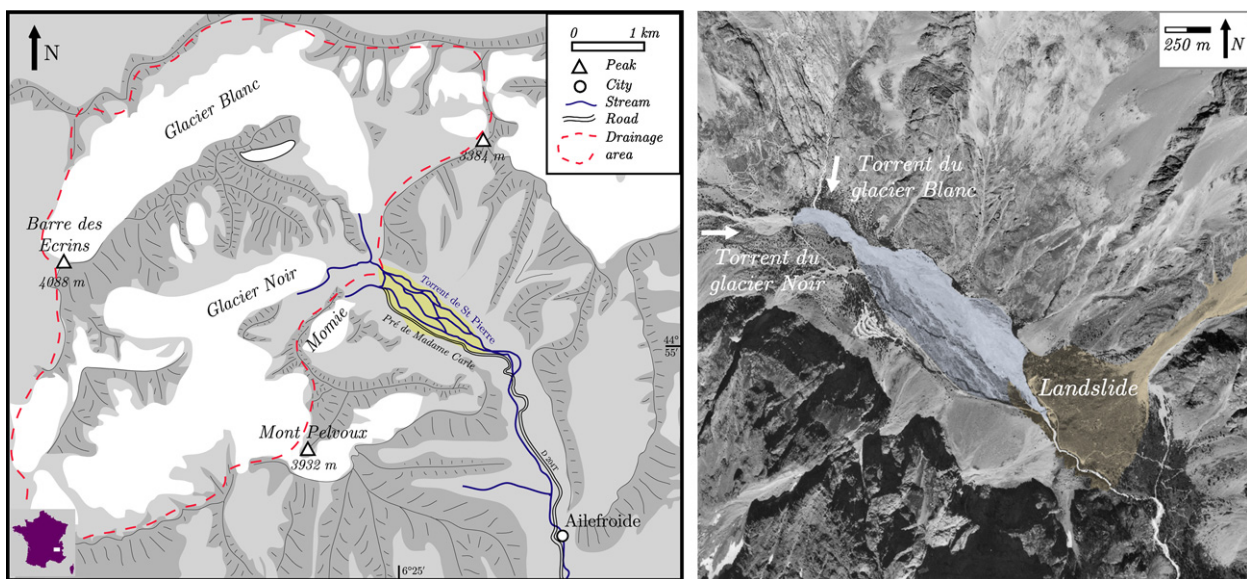 N
0 1 km
Peak
City
Stream
Road
Drainage
area
Glacier Blanc
3384 m
Barre des
Ecrins
4088 m
Glacier Noir
Momie
Torrent de St Pierre
Pré de Madame Carle
44°
55'
Mont Pelvoux
3932 m
D 204T
Ailefroide
6°25'
250 m
N
Torrent du
glacier Blanc
Torrent du
glacier Noir
Landslide